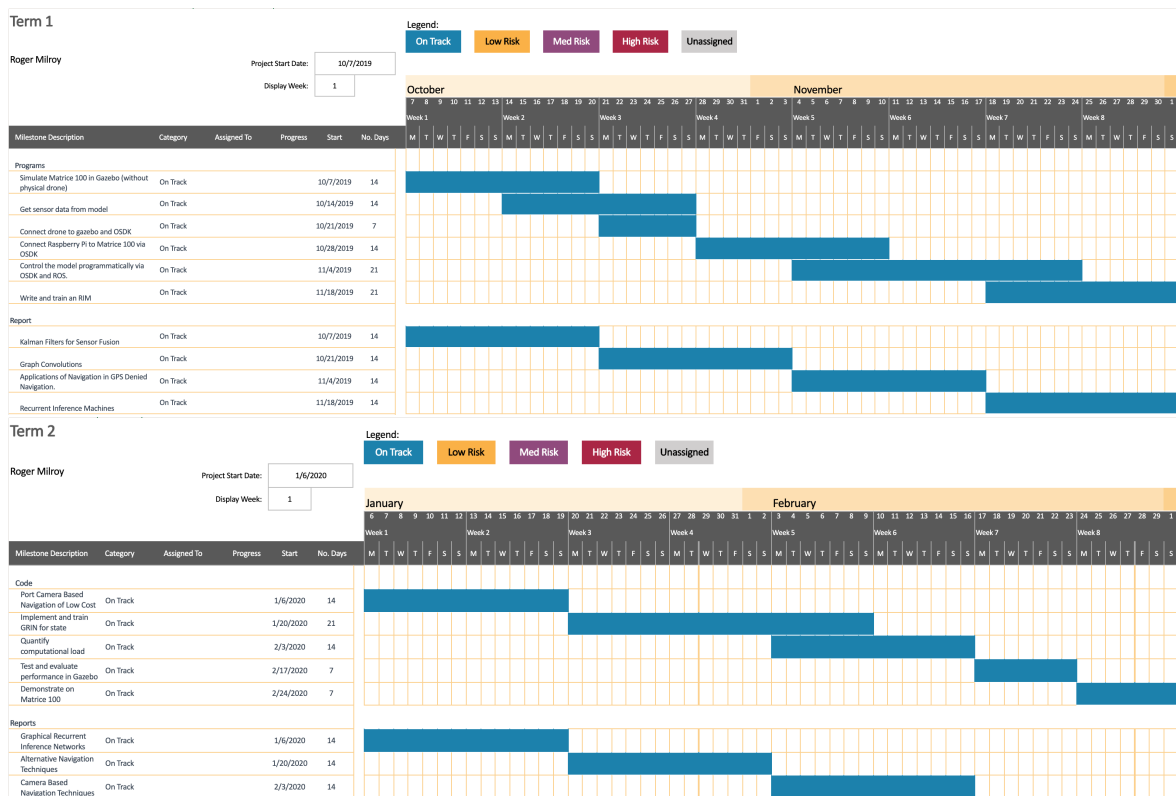 Term 1
Legend:
On Track Low Risk Med Risk High Risk Unassigned
Roger Milroy
Project Start Date: 10/7/2019
Display Week: 1
October November
7 8 9 10 11 12 13 14 15 16 17 18 19 20 21 22 23 24 25 26 27 28 29 30 31 1 2 3 4 5 6 7 8 9 10 11 12 13 14 15 16 17 18 19 20 21 22 23 24 25 26 27 28 29 30 1
Week 1 Week 2 Week 3 Week 4 Week 5 Week 6 Week 7 Week 8
Milestone Description Category Assigned To Progress Start No. Days M T W T F S S M T W T F S S M T W T F S S M T W T F S S M T W T F S S M T W T F S S M T W T F S S M T W T F S S
Programs
Simulate Matrice 100 in Gazebo (without
physical drone) On Track 10/7/2019 14
Get sensor data from model On Track 10/14/2019 14
Connect drone to gazebo and OSDK On Track 10/21/2019 7
Connect Raspberry Pi to Matrice 100 via
OSDK On Track 10/28/2019 14
Control the model programmatically via
OSDK and ROS. On Track 11/4/2019 21
Write and train an RIM On Track 11/18/2019 21
Report
Kalman Filters for Sensor Fusion On Track 10/7/2019 14
Graph Convolutions On Track 10/21/2019 14
Applications of Navigation in GPS Denied
Navigation. On Track 11/4/2019 14
Recurrent Inference Machines On Track 11/18/2019 14
Term 2
Legend:
On Track Low Risk Med Risk High Risk Unassigned
Roger Milroy
Project Start Date: 1/6/2020
Display Week: 1
January February
6 7 8 9 10 11 12 13 14 15 16 17 18 19 20 21 22 23 24 25 26 27 28 29 30 31 1 2 3 4 5 6 7 8 9 10 11 12 13 14 15 16 17 18 19 20 21 22 23 24 25 26 27 28 29 1
Week 1 Week 2 Week 3 Week 4 Week 5 Week 6 Week 7 Week 8
Milestone Description Category Assigned To Progress Start No. Days M T W T F S S M T W T F S S M T W T F S S M T W T F S S M T W T F S S M T W T F S S M T W T F S S M T W T F S S
Code
Port Camera Based
Navigation of Low Cost On Track 1/6/2020 14
Implement and train
GRIN for state On Track 1/20/2020 21
Quantify
computational load On Track 2/3/2020 14
Test and evaluate
performance in Gazebo On Track 2/17/2020 7
Demonstrate on
Matrice 100 On Track 2/24/2020 7
Reports
Graphical Recurrent
Inference Networks On Track 1/6/2020 14
Alternative Navigation
Techniques On Track 1/20/2020 14
Camera Based
Navigation Techniques On Track 2/3/2020 14